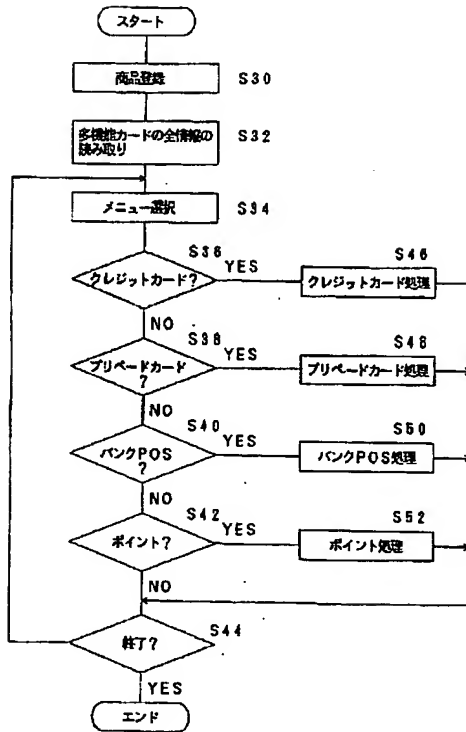 スタート
商品登録
S30
多機能カードの全情報の
読み取り
S32
メニュー選択
S34
クレジットカード?
S36
YES
クレジットカード処理
S46
NO
プリペードカード
?
S38
YES
プリペードカード処理
S48
NO
バンクPOS
?
S40
YES
バンクPOS処理
S50
NO
ポイント?
S42
YES
ポイント処理
S52
NO
終了?
S44
YES
エンド